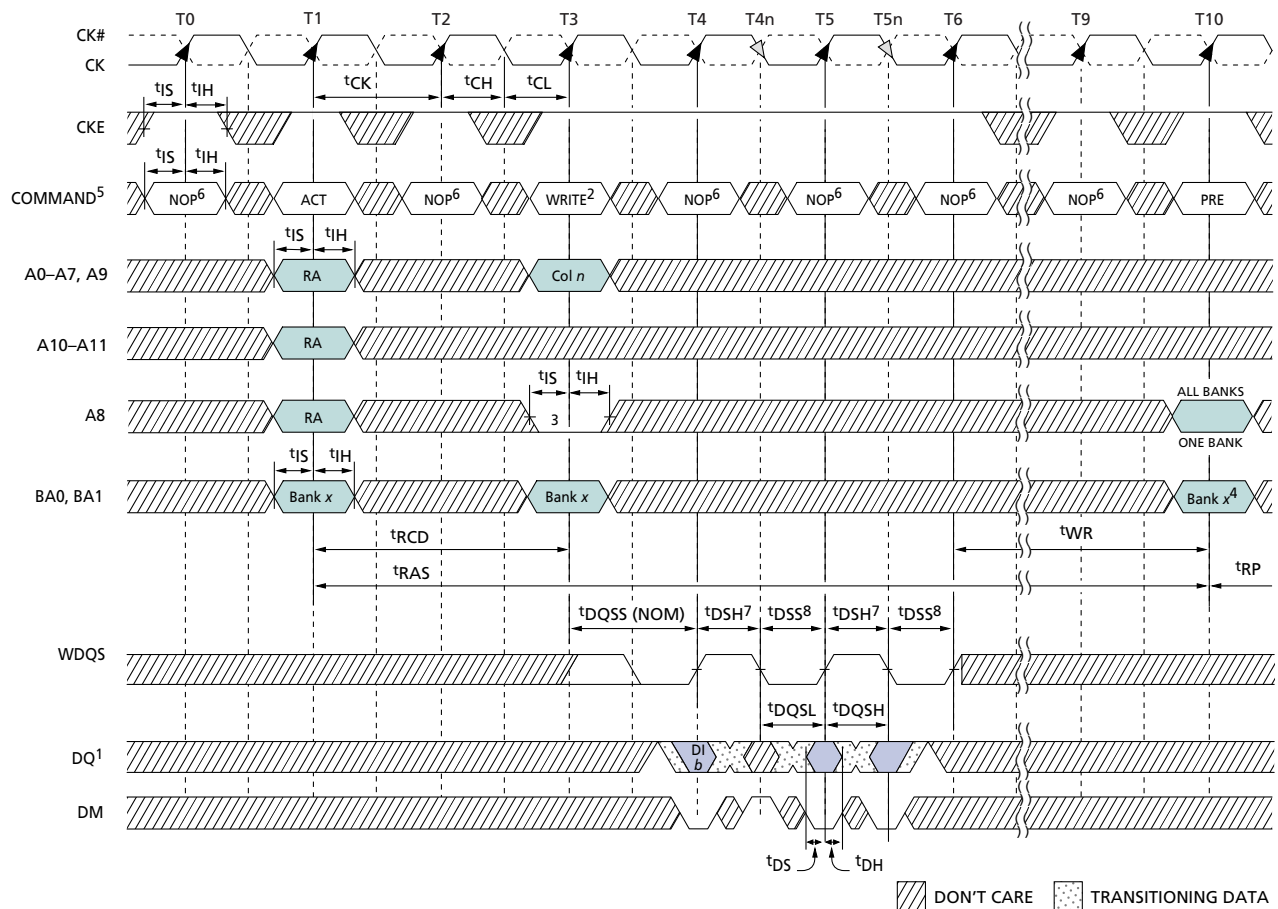 T0 T1 T2 T3 T4 T4n T5 T5n T6 T9 T10
CK#
CK
tIS tIH tCK tCH tCL
CKE
tIS tIH
COMMAND5 NOP6 ACT NOP6 WRITE2 NOP6 NOP6 NOP6 NOP6 PRE
tIS tIH
A0–A7, A9 RA Col n
A10–A11 RA
tIS tIH
ALL BANKS
A8 RA 3
ONE BANK
tIS tIH
BA0, BA1 Bank x Bank x Bank x4
tRCD tWR
tRAS tRP
tDQSS (NOM) tDSH7 tDSS8 tDSH7 tDSS8
WDQS
tDQSL tDQSH
DQ1 DI
b
DM
tDS tDH
DON'T CARE TRANSITIONING DATA